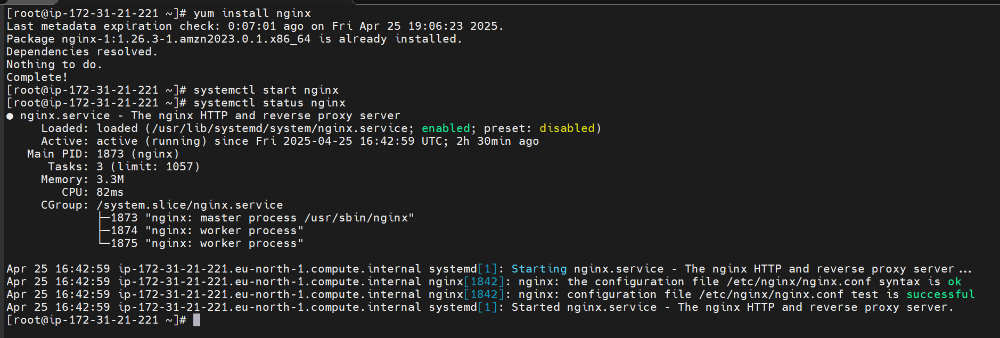 [root@ip-172-31-21-221 ~]# yum install nginx
Last metadata expiration check: 0:07:01 ago on Fri Apr 25 19:06:23 2025.
Package nginx-1:1.26.3-1.amzn2023.0.1.x86_64 is already installed.
Dependencies resolved.
Nothing to do.
Complete!
[root@ip-172-31-21-221 ~]# systemctl start nginx
[root@ip-172-31-21-221 ~]# systemctl status nginx
● nginx.service - The nginx HTTP and reverse proxy server
     Loaded: loaded (/usr/lib/systemd/system/nginx.service; enabled; preset: disabled)
     Active: active (running) since Fri 2025-04-25 16:42:59 UTC; 2h 30min ago
   Main PID: 1873 (nginx)
      Tasks: 3 (limit: 1057)
     Memory: 3.3M
        CPU: 82ms
     CGroup: /system.slice/nginx.service
             ├─1873 "nginx: master process /usr/sbin/nginx"
             ├─1874 "nginx: worker process"
             └─1875 "nginx: worker process"

Apr 25 16:42:59 ip-172-31-21-221.eu-north-1.compute.internal systemd[1]: Starting nginx.service - The nginx HTTP and reverse proxy server...
Apr 25 16:42:59 ip-172-31-21-221.eu-north-1.compute.internal nginx[1842]: nginx: the configuration file /etc/nginx/nginx.conf syntax is ok
Apr 25 16:42:59 ip-172-31-21-221.eu-north-1.compute.internal nginx[1842]: nginx: configuration file /etc/nginx/nginx.conf test is successful
Apr 25 16:42:59 ip-172-31-21-221.eu-north-1.compute.internal systemd[1]: Started nginx.service - The nginx HTTP and reverse proxy server.
[root@ip-172-31-21-221 ~]#